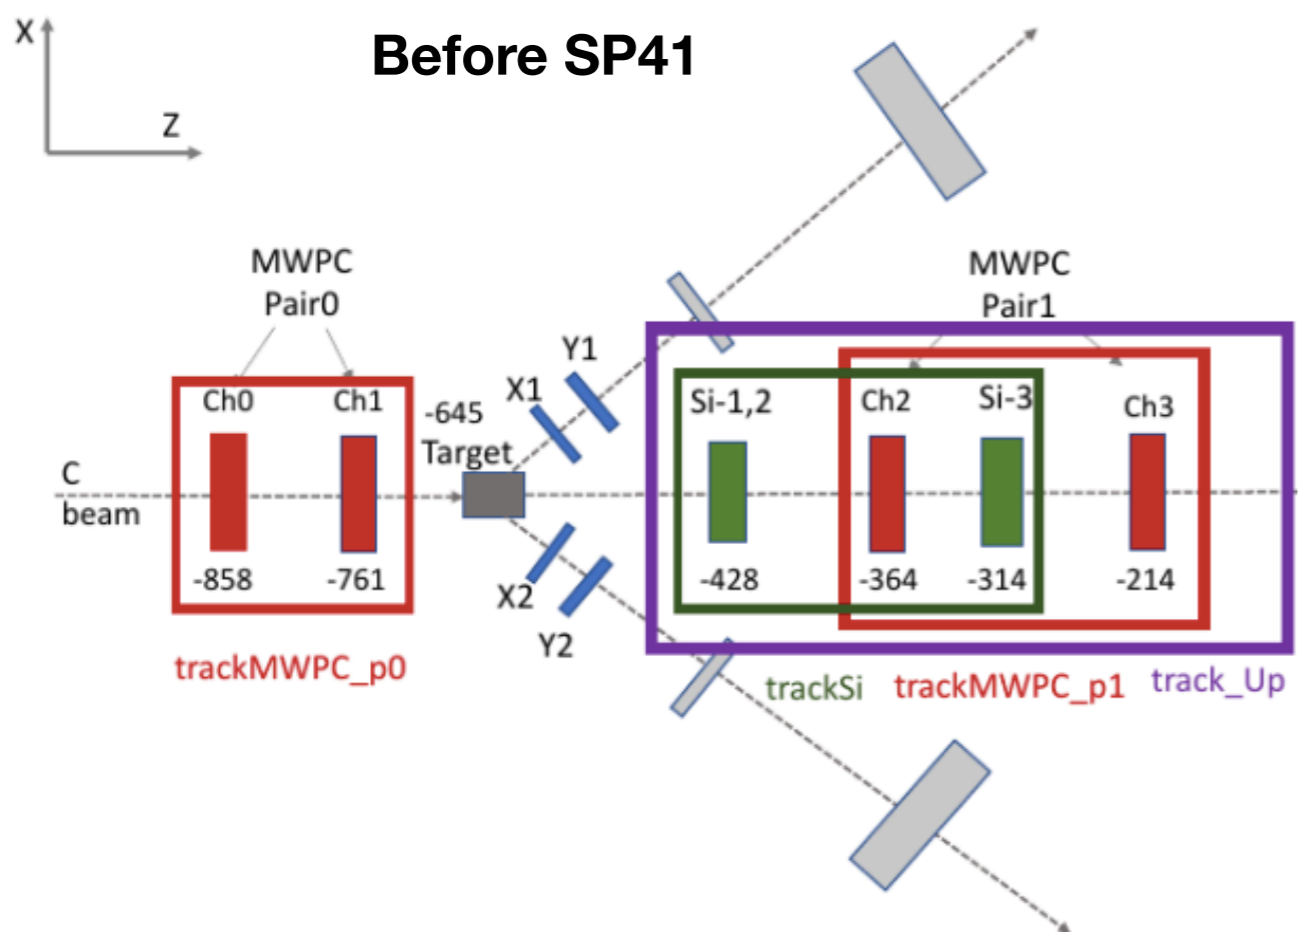 Before SP41
X
Z
MWPC
Pair0
MWPC
Pair1
Y1
X1
Ch0
Ch1
-645
Target
Si-1,2
Ch2
Si-3
Ch3
C
beam
-858
-761
-428
-364
-314
-214
X2
Y2
trackMWPC_p0
trackSi
trackMWPC_p1
track_Up